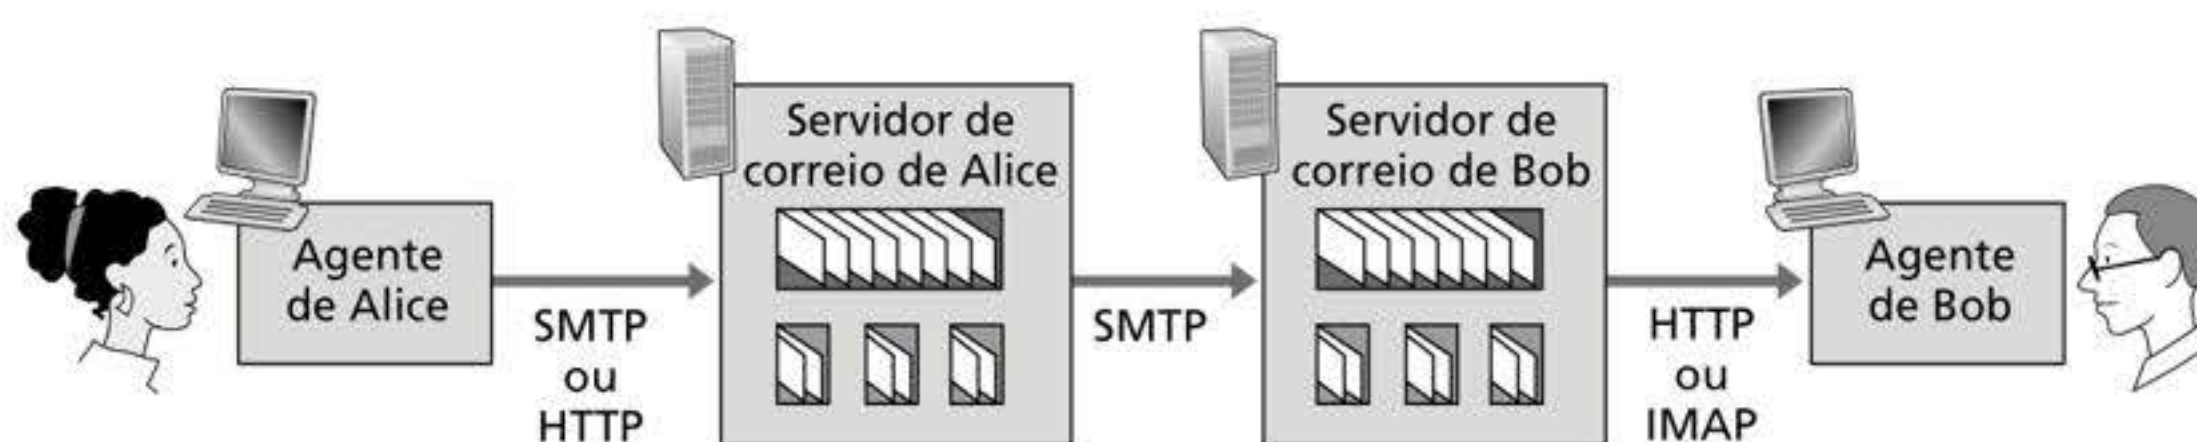 Agente
de Alice
SMTP
ou
HTTP
Servidor de
correio de Alice
SMTP
Servidor de
correio de Bob
HTTP
ou
IMAP
Agente
de Bob